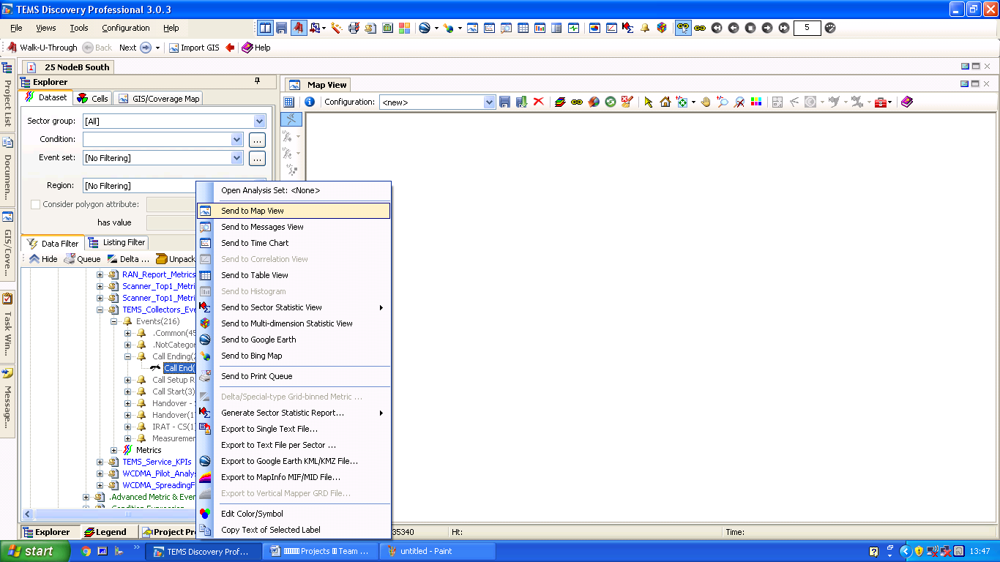 TEMS Discovery Professional 3.0.3
File Views Tools Configuration Help 5
Walk-U-Through Back Next Import GIS Help
25 NodeB South
Explorer
Map View
Dataset Cells GIS/Coverage Map
Configuration: <new>
Sector group: [All]
Condition: ...
Event set: [No Filtering] ...
Region: [No Filtering]
Consider polygon attribute:
has value
Data Filter Listing Filter
Hide Queue Delta ... Unpack
RAN_Report_Metrics
Scanner_Top1_Metri
Scanner_Top1_Metri
TEMS_Collectors_Eve
Events(216)
.Common(45
.NotCategor
Call Ending(2
Call End(
Call Setup R
Call Start(3)
Handover -
Handover(1
IRAT - CS(1
Measuremen
Metrics
TEMS_Service_KPIs
WCDMA_Pilot_Analys
WCDMA_SpreadingF
.Advanced Metric & Even
.Condition Expression
Open Analysis Set: <None>
Send to Map View
Send to Messages View
Send to Time Chart
Send to Correlation View
Send to Table View
Send to Histogram
Send to Sector Statistic View
Send to Multi-dimension Statistic View
Send to Google Earth
Send to Bing Map
Send to Print Queue
Delta/Special-type Grid-binned Metric ...
Generate Sector Statistic Report...
Export to Single Text File...
Export to Text File per Sector ...
Export to Google Earth KML/KMZ File...
Export to MapInfo MIF/MID File...
Export to Vertical Mapper GRD File...
Edit Color/Symbol
Copy Text of Selected Label
Project List
Documen...
GIS/Cove...
Task Win...
Message...
Explorer Legend Project Pr 35340 Ht: Time:
start TEMS Discovery Prof... Projects Team ... untitled - Paint 13:47